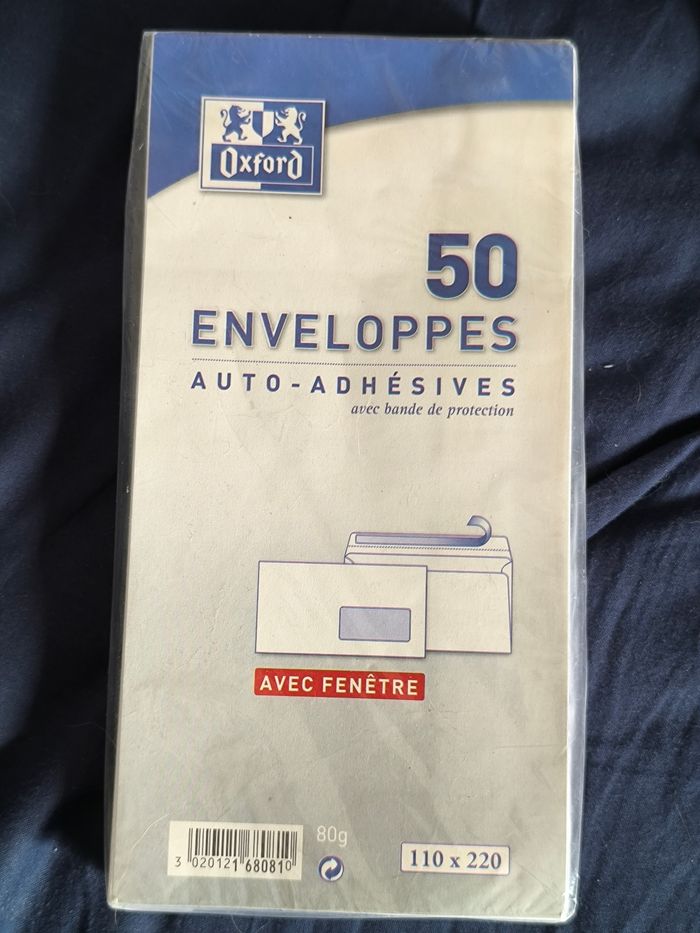 Oxford
50
ENVELOPPES
AUTO-ADHÉSIVES
avec bande de protection
AVEC FENÊTRE
80g
3 020121 680810
110 x 220